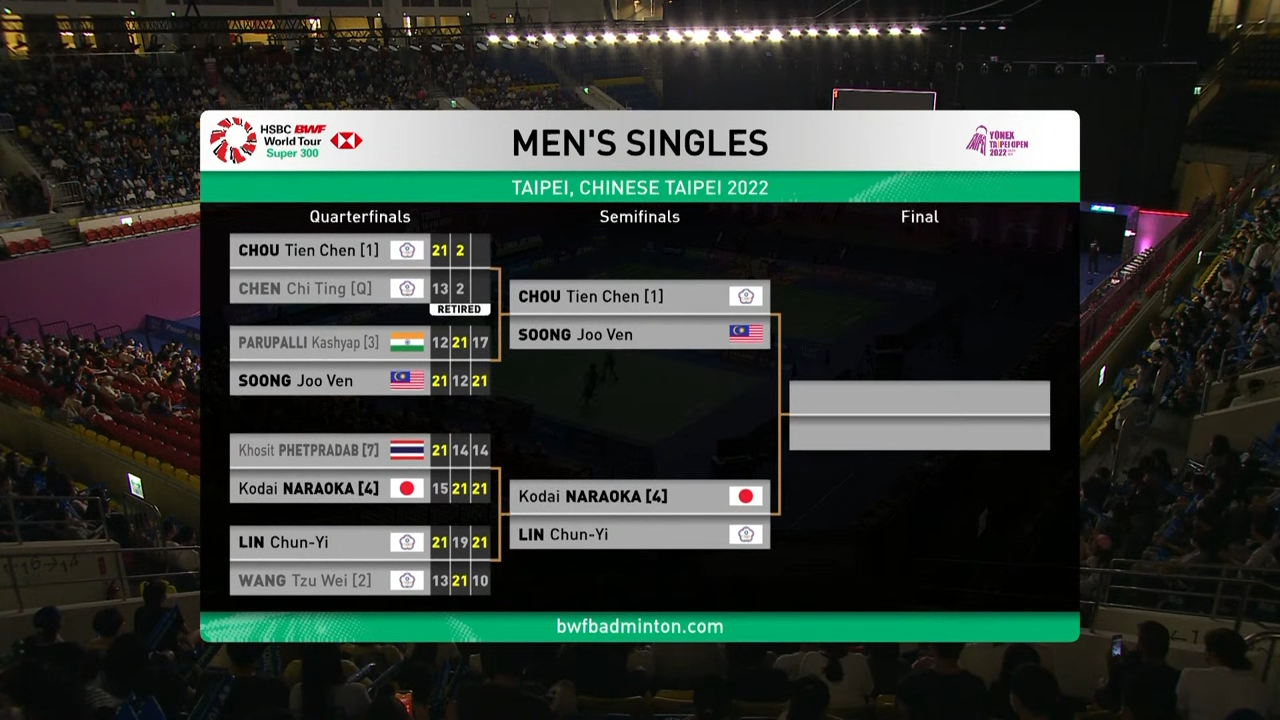 HSBC BWF
World Tour
Super 300
MEN'S SINGLES
YONEX
TAIPEI OPEN
2022
TAIPEI, CHINESE TAIPEI 2022
Quarterfinals
Semifinals
Final
CHOU Tien Chen [1] 21 2
CHEN Chi Ting [Q] 13 2
RETIRED
PARUPALLI Kashyap [3] 12 21 17
SOONG Joo Ven 21 12 21
Khosit PHETPRADAB [7] 21 14 14
Kodai NARAOKA [4] 15 21 21
LIN Chun-Yi 21 19 21
WANG Tzu Wei [2] 13 21 10
CHOU Tien Chen [1]
SOONG Joo Ven
Kodai NARAOKA [4]
LIN Chun-Yi
bwfbadminton.com